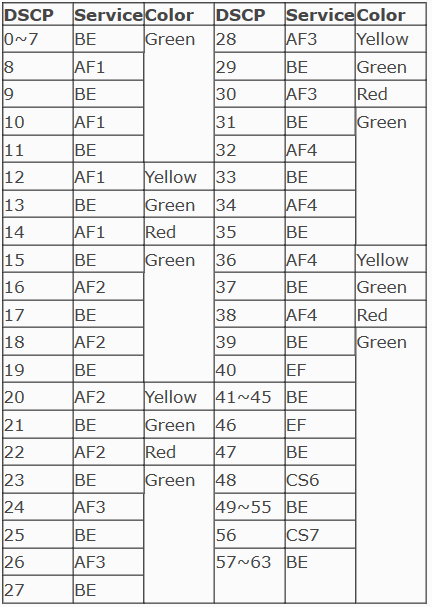 DSCP Service Color DSCP Service Color
0~7 BE Green 28 AF3 Yellow
8 AF1 29 BE Green
9 BE 30 AF3 Red
10 AF1 31 BE Green
11 BE 32 AF4
12 AF1 Yellow 33 BE
13 BE Green 34 AF4
14 AF1 Red 35 BE
15 BE Green 36 AF4 Yellow
16 AF2 37 BE Green
17 BE 38 AF4 Red
18 AF2 39 BE Green
19 BE 40 EF
20 AF2 Yellow 41~45 BE
21 BE Green 46 EF
22 AF2 Red 47 BE
23 BE Green 48 CS6
24 AF3 49~55 BE
25 BE 56 CS7
26 AF3 57~63 BE
27 BE